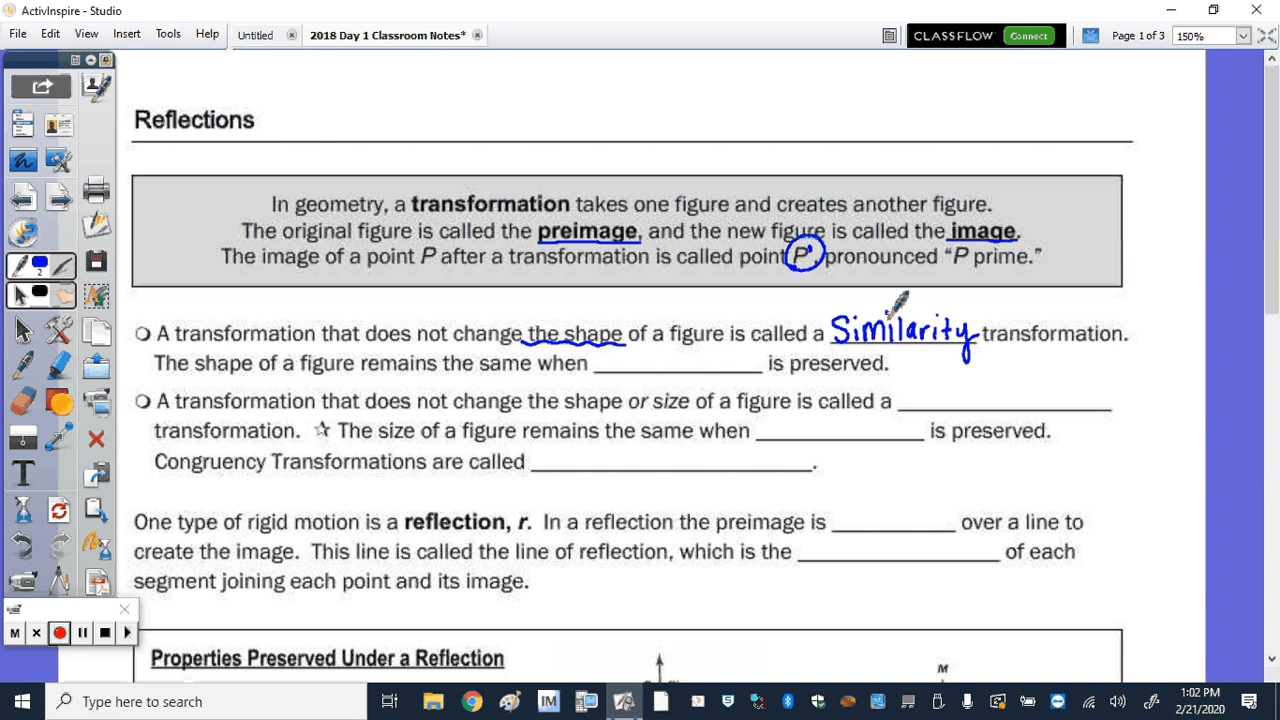 ActivInspire - Studio
File Edit View Insert Tools Help Untitled 2018 Day 1 Classroom Notes* CLASSFLOW Connect Page 1 of 3 150%
Reflections
In geometry, a transformation takes one figure and creates another figure.
The original figure is called the preimage, and the new figure is called the image.
The image of a point P after a transformation is called point P', pronounced “P prime.”
A transformation that does not change the shape of a figure is called a Similarity transformation.
The shape of a figure remains the same when ______________ is preserved.
A transformation that does not change the shape or size of a figure is called a __________________
transformation. ☆ The size of a figure remains the same when ______________ is preserved.
Congruency Transformations are called ________________________.
One type of rigid motion is a reflection, r. In a reflection the preimage is __________ over a line to
create the image. This line is called the line of reflection, which is the _________________ of each
segment joining each point and its image.
Properties Preserved Under a Reflection
M
2
T
M
Type here to search
IM
1:02 PM
2/21/2020